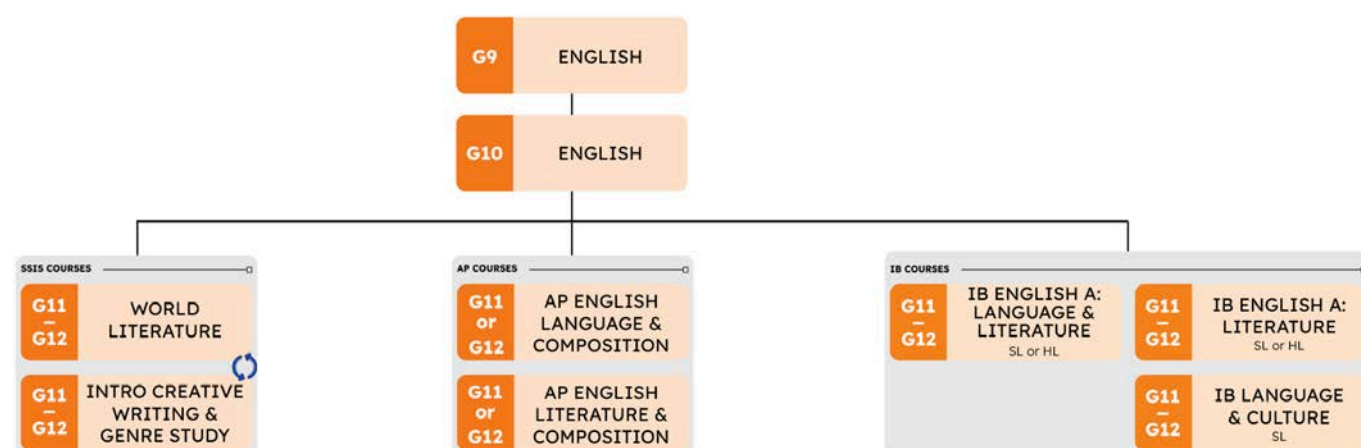 G9
ENGLISH
G10
ENGLISH
SSIS COURSES
G11
–
G12
WORLD
LITERATURE
G11
–
G12
INTRO CREATIVE
WRITING &
GENRE STUDY
AP COURSES
G11
or
G12
AP ENGLISH
LANGUAGE &
COMPOSITION
G11
or
G12
AP ENGLISH
LITERATURE &
COMPOSITION
IB COURSES
G11
–
G12
IB ENGLISH A:
LANGUAGE &
LITERATURE
SL or HL
G11
–
G12
IB ENGLISH A:
LITERATURE
SL or HL
G11
–
G12
IB LANGUAGE
& CULTURE
SL